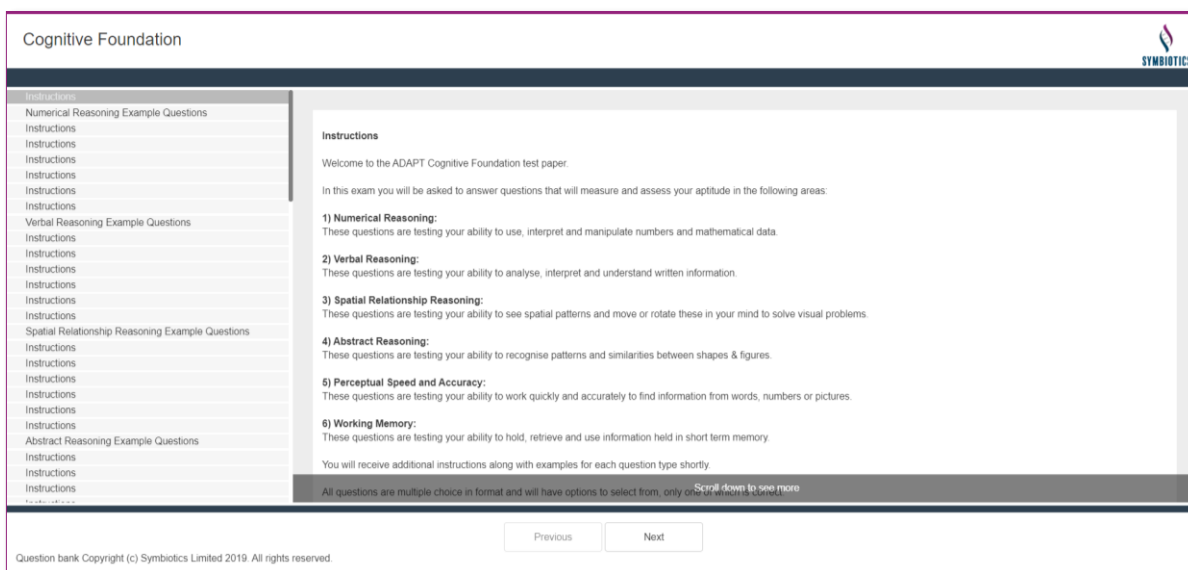 Cognitive Foundation
SYMBIOTICS
Instructions
Numerical Reasoning Example Questions
Instructions
Instructions
Instructions
Instructions
Instructions
Instructions
Verbal Reasoning Example Questions
Instructions
Instructions
Instructions
Instructions
Instructions
Instructions
Spatial Relationship Reasoning Example Questions
Instructions
Instructions
Instructions
Instructions
Instructions
Instructions
Abstract Reasoning Example Questions
Instructions
Instructions
Instructions
Instructions
Welcome to the ADAPT Cognitive Foundation test paper.
In this exam you will be asked to answer questions that will measure and assess your aptitude in the following areas:
1) Numerical Reasoning:
These questions are testing your ability to use, interpret and manipulate numbers and mathematical data.
2) Verbal Reasoning:
These questions are testing your ability to analyse, interpret and understand written information.
3) Spatial Relationship Reasoning:
These questions are testing your ability to see spatial patterns and move or rotate these in your mind to solve visual problems.
4) Abstract Reasoning:
These questions are testing your ability to recognise patterns and similarities between shapes & figures.
5) Perceptual Speed and Accuracy:
These questions are testing your ability to work quickly and accurately to find information from words, numbers or pictures.
6) Working Memory:
These questions are testing your ability to hold, retrieve and use information held in short term memory.
You will receive additional instructions along with examples for each question type shortly.
All questions are multiple choice in format and will have options to select from, only one of which is correct.
Scroll down to see more
Previous
Next
Question bank Copyright (c) Symbiotics Limited 2019. All rights reserved.